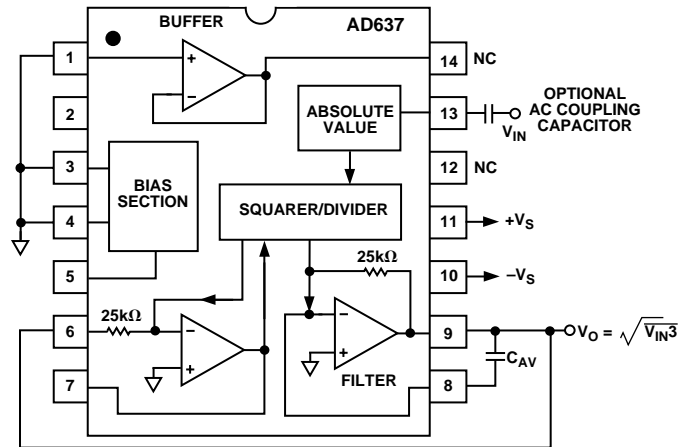 BUFFER
AD637
1
14
NC
2
ABSOLUTE
VALUE
13
OPTIONAL
AC COUPLING
CAPACITOR
V_IN
3
12
NC
BIAS
SECTION
SQUARER/DIVIDER
4
11
+V_S
5
25kΩ
10
–V_S
25kΩ
6
9
V_O = √V_IN3
C_AV
7
FILTER
8
+
–
–
+
–
+